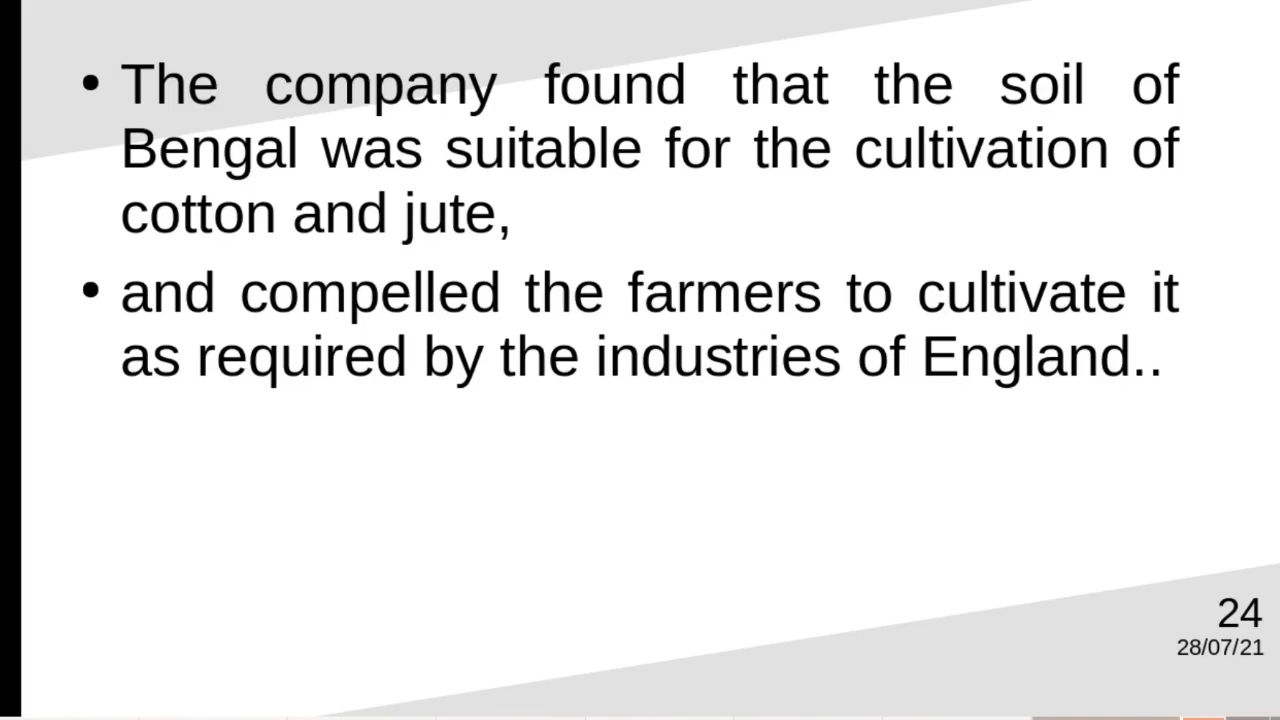 • The company found that the soil of
Bengal was suitable for the cultivation of
cotton and jute,
• and compelled the farmers to cultivate it
as required by the industries of England..
24
28/07/21